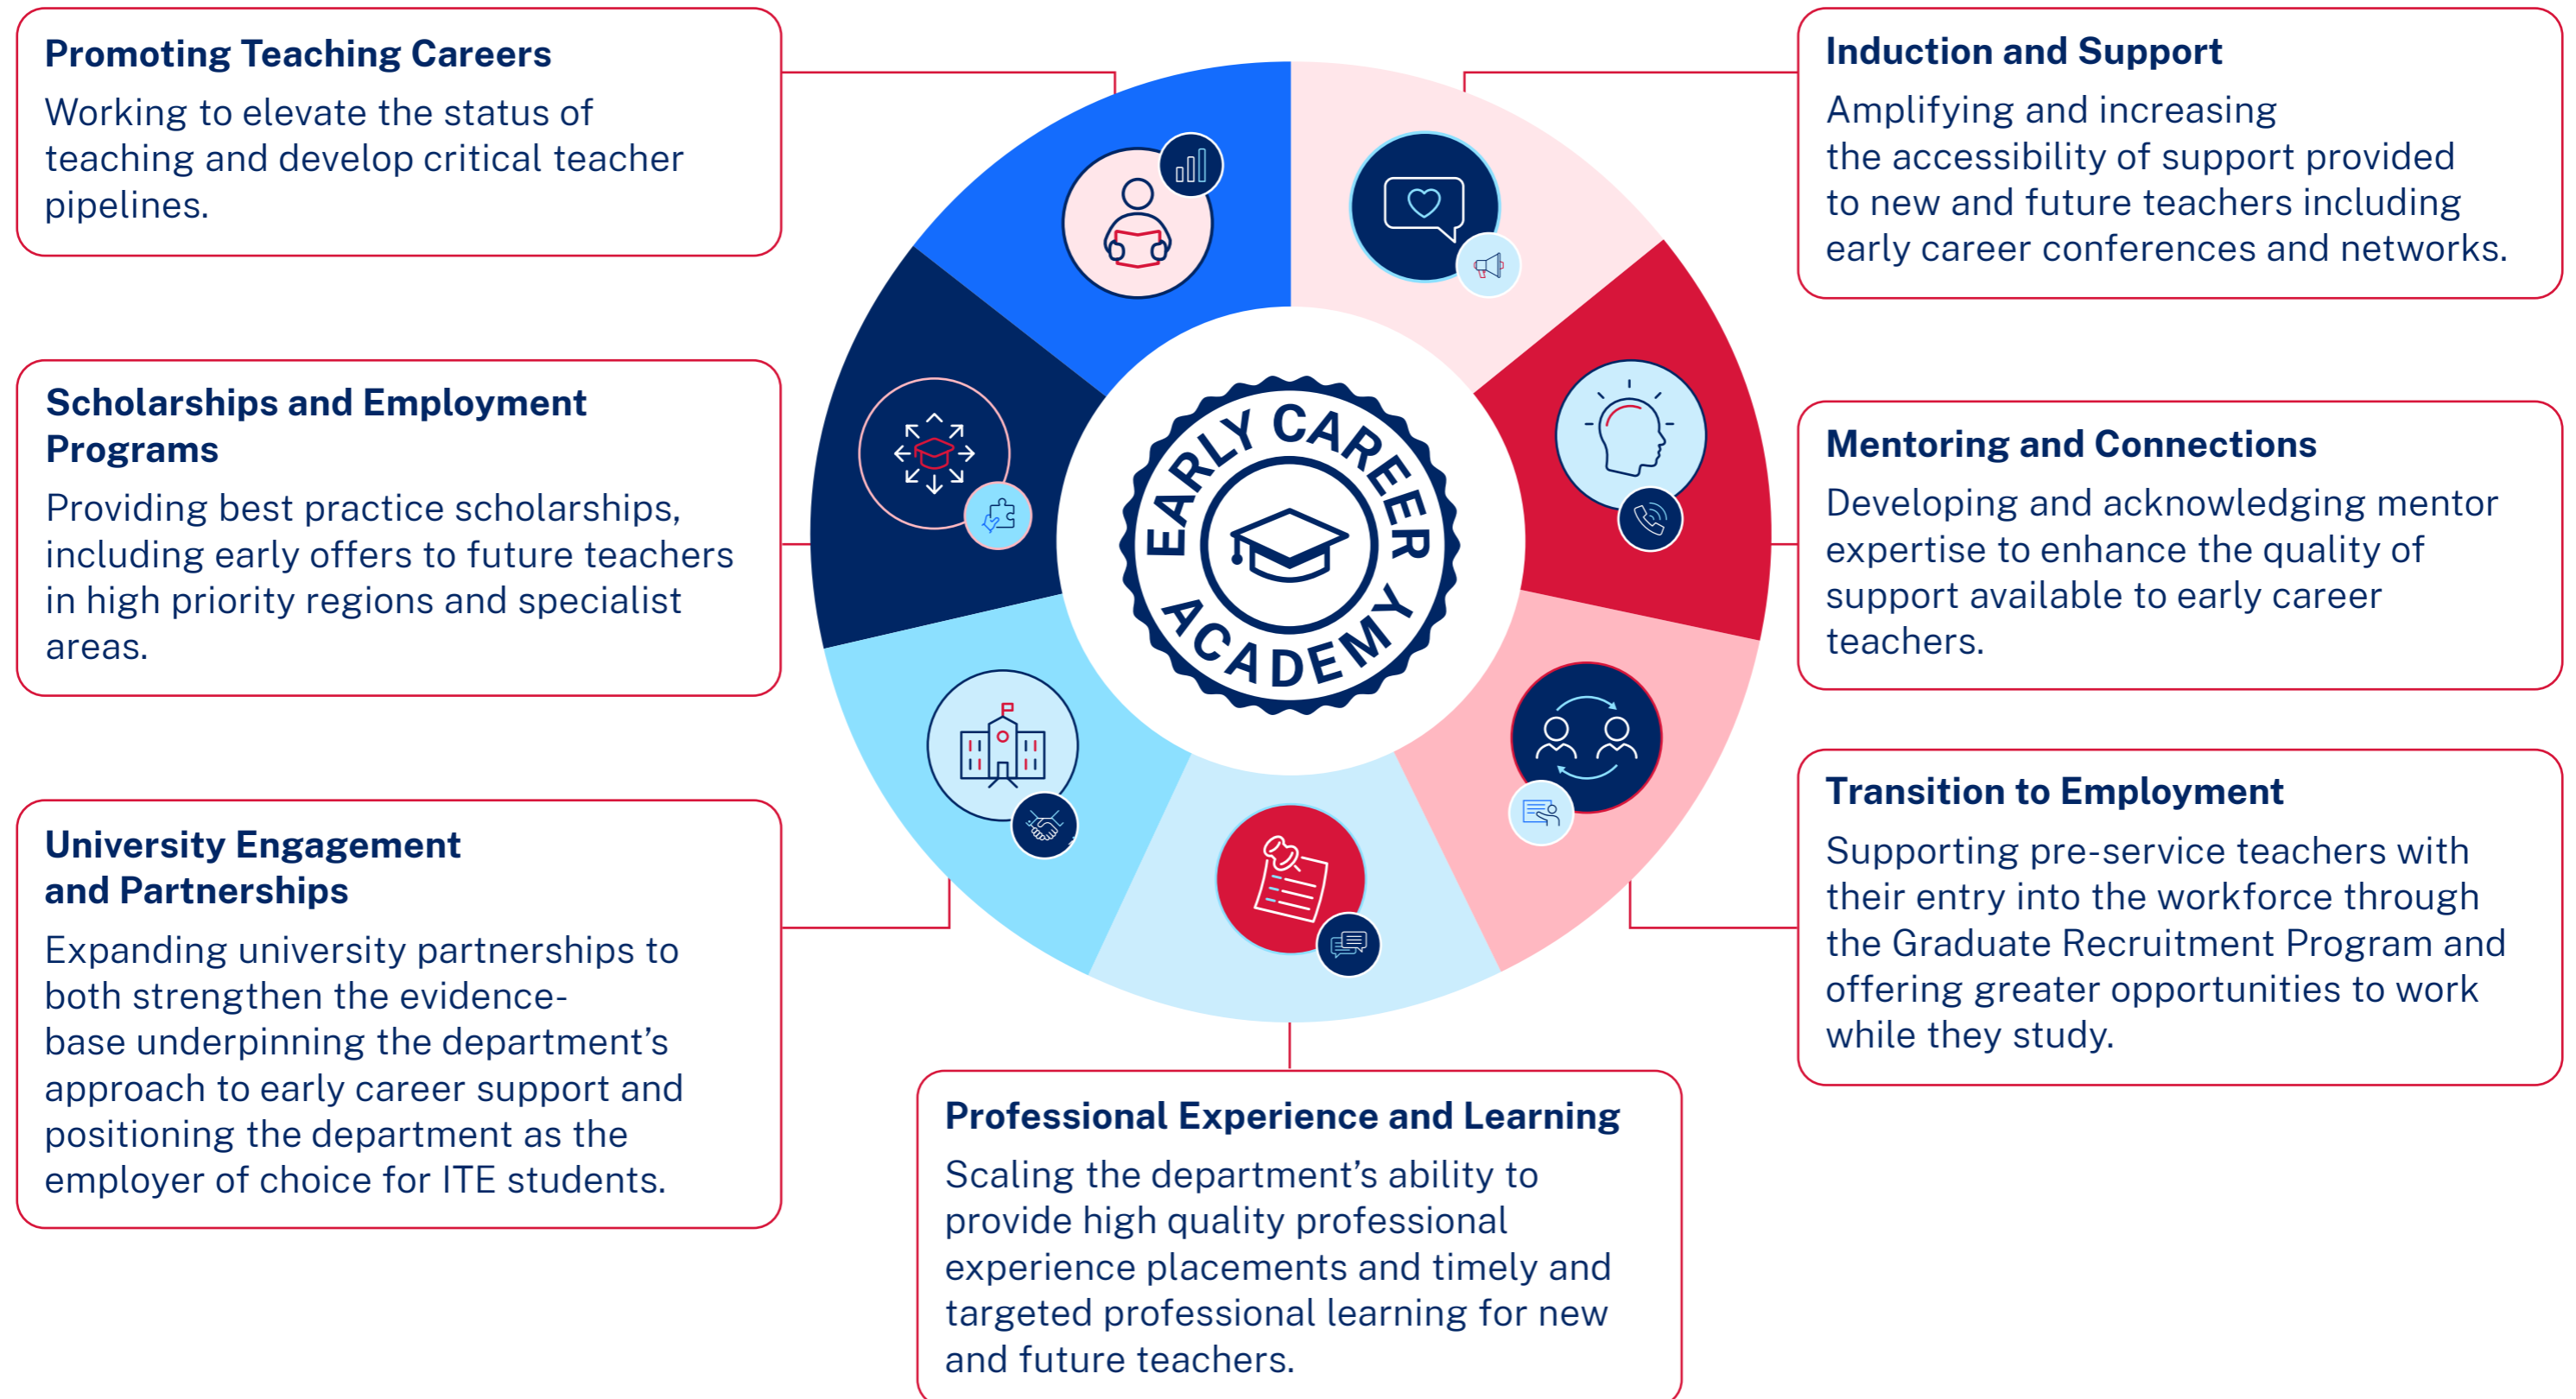 Promoting Teaching Careers
Working to elevate the status of
teaching and develop critical teacher
pipelines.
Scholarships and Employment
Programs
Providing best practice scholarships,
including early offers to future teachers
in high priority regions and specialist
areas.
University Engagement
and Partnerships
Expanding university partnerships to
both strengthen the evidence-
base underpinning the department’s
approach to early career support and
positioning the department as the
employer of choice for ITE students.
EARLY CAREER
ACADEMY
Professional Experience and Learning
Scaling the department’s ability to
provide high quality professional
experience placements and timely and
targeted professional learning for new
and future teachers.
Induction and Support
Amplifying and increasing
the accessibility of support provided
to new and future teachers including
early career conferences and networks.
Mentoring and Connections
Developing and acknowledging mentor
expertise to enhance the quality of
support available to early career
teachers.
Transition to Employment
Supporting pre-service teachers with
their entry into the workforce through
the Graduate Recruitment Program and
offering greater opportunities to work
while they study.